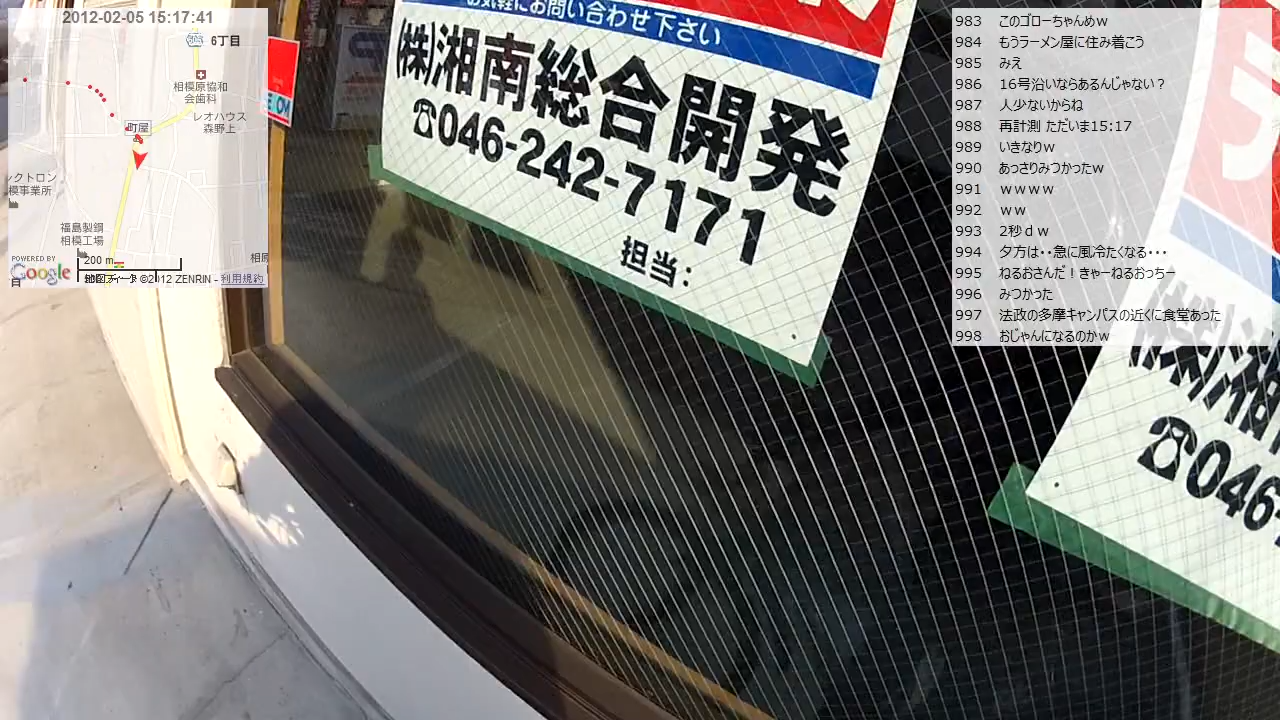 2012-02-05 15:17:41
6丁目
相模原協和
会歯科
レオハウス
森野上
町屋
クトロン
模事業所
福島製鋼
相模工場
相原
200 m
POWERED BY
Google
地図データ ©2012 ZENRIN - 利用規約
お気軽にお問い合わせ下さい
㈱湘南総合開発
☎046-242-7171
担当:
㈱湘
☎046
983 このゴローちゃんめw
984 もうラーメン屋に住み着こう
985 みえ
986 16号沿いならあるんじゃない?
987 人少ないからね
988 再計測 ただいま15:17
989 いきなりw
990 あっさりみつかったw
991 wwww
992 ww
993 2秒dw
994 夕方は・・急に風冷たくなる・・・
995 ねるおさんだ!きゃーねるおっちー
996 みつかった
997 法政の多摩キャンパスの近くに食堂あった
998 おじゃんになるのかw